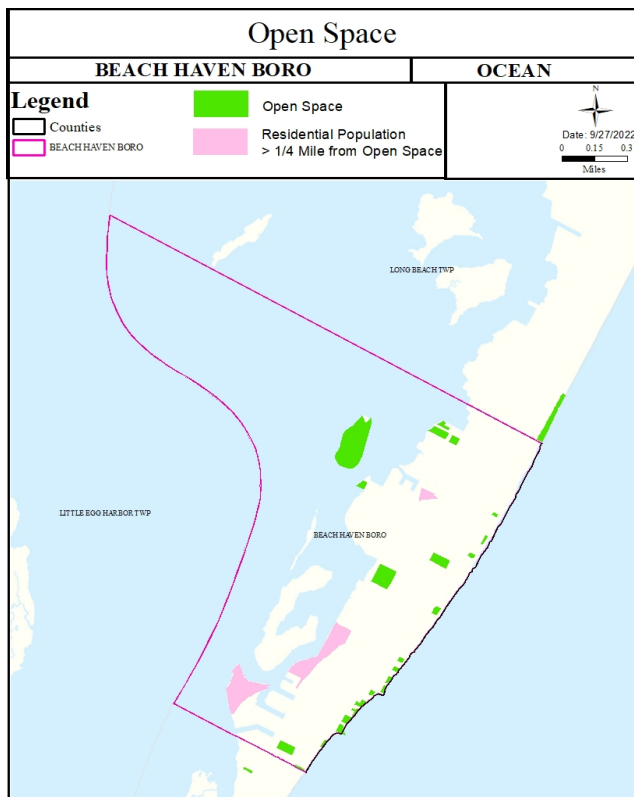 Open Space
BEACH HAVEN BORO
OCEAN
Legend
Counties
BEACH HAVEN BORO
Open Space
Residential Population
> 1/4 Mile from Open Space
N
Date: 9/27/2022
0 0.15 0.3
Miles
LONG BEACH TWP
LITTLE EGG HARBOR TWP
BEACH HAVEN BORO